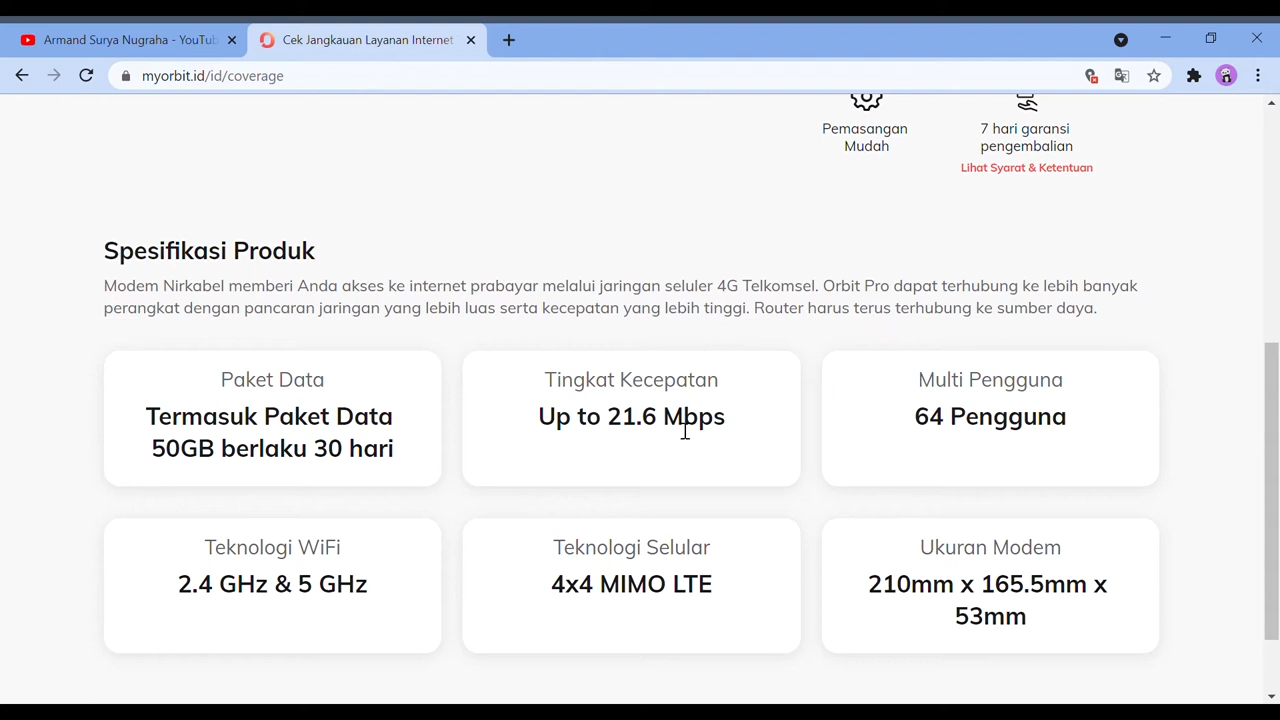 Armand Surya Nugraha - YouTub
Cek Jangkauan Layanan Internet
myorbit.id/id/coverage
Pemasangan
Mudah
7 hari garansi
pengembalian
Lihat Syarat & Ketentuan
Spesifikasi Produk
Modem Nirkabel memberi Anda akses ke internet prabayar melalui jaringan seluler 4G Telkomsel. Orbit Pro dapat terhubung ke lebih banyak
perangkat dengan pancaran jaringan yang lebih luas serta kecepatan yang lebih tinggi. Router harus terus terhubung ke sumber daya.
Paket Data
Termasuk Paket Data
50GB berlaku 30 hari
Tingkat Kecepatan
Up to 21.6 Mbps
Multi Pengguna
64 Pengguna
Teknologi WiFi
2.4 GHz & 5 GHz
Teknologi Selular
4x4 MIMO LTE
Ukuran Modem
210mm x 165.5mm x
53mm